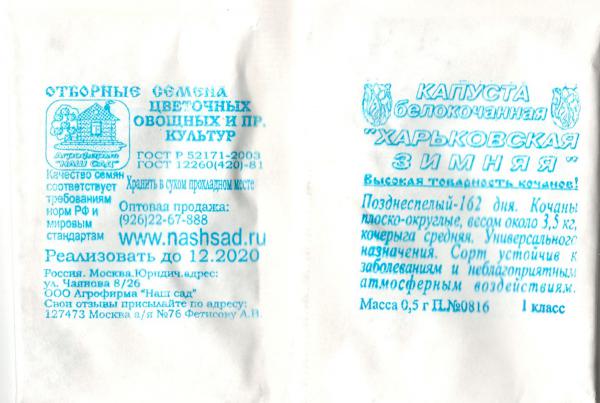 ОТБОРНЫЕ СЕМЕНА
ЦВЕТОЧНЫХ
ОВОЩНЫХ И ПР.
КУЛЬТУР
Агрофирма
"НАШ САД"
ГОСТ Р 52171-2003
ГОСТ 12260(420)-81
Качество семян
соответствует
требованиям
норм РФ и
мировым
стандартам
Хранить в сухом прохладном месте
Оптовая продажа:
(926)22-67-888
www.nashsad.ru
Реализовать до 12.2020
Россия. Москва.Юридич.адрес:
ул. Чаянова 8/26
ООО Агрофирма "Наш сад"
Свои отзывы присылайте по адресу:
127473 Москва а/я №76 Фетисову А.В.
КАПУСТА
белокочанная
"ХАРЬКОВСКАЯ
ЗИМНЯЯ"
Высокая товарность кочанов!
Позднеспелый-162 дня. Кочаны
плоско-округлые, весом около 3,5 кг,
кочерыга средняя. Универсального
назначения. Сорт устойчив к
заболеваниям и неблагоприятным
атмосферным воздействиям.
Масса 0,5 г П.№0816 1 класс